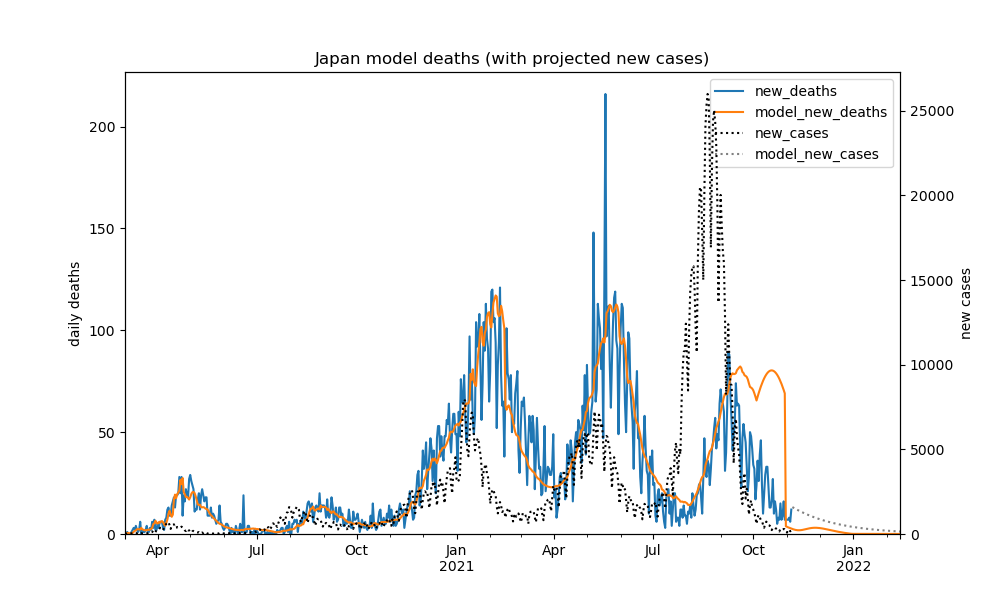 Japan model deaths (with projected new cases)
new_deaths
model_new_deaths
new_cases
model_new_cases
daily deaths
200
150
100
50
0
new cases
25000
20000
15000
10000
5000
0
Apr
Jul
Oct
Jan
2021
Apr
Jul
Oct
Jan
2022